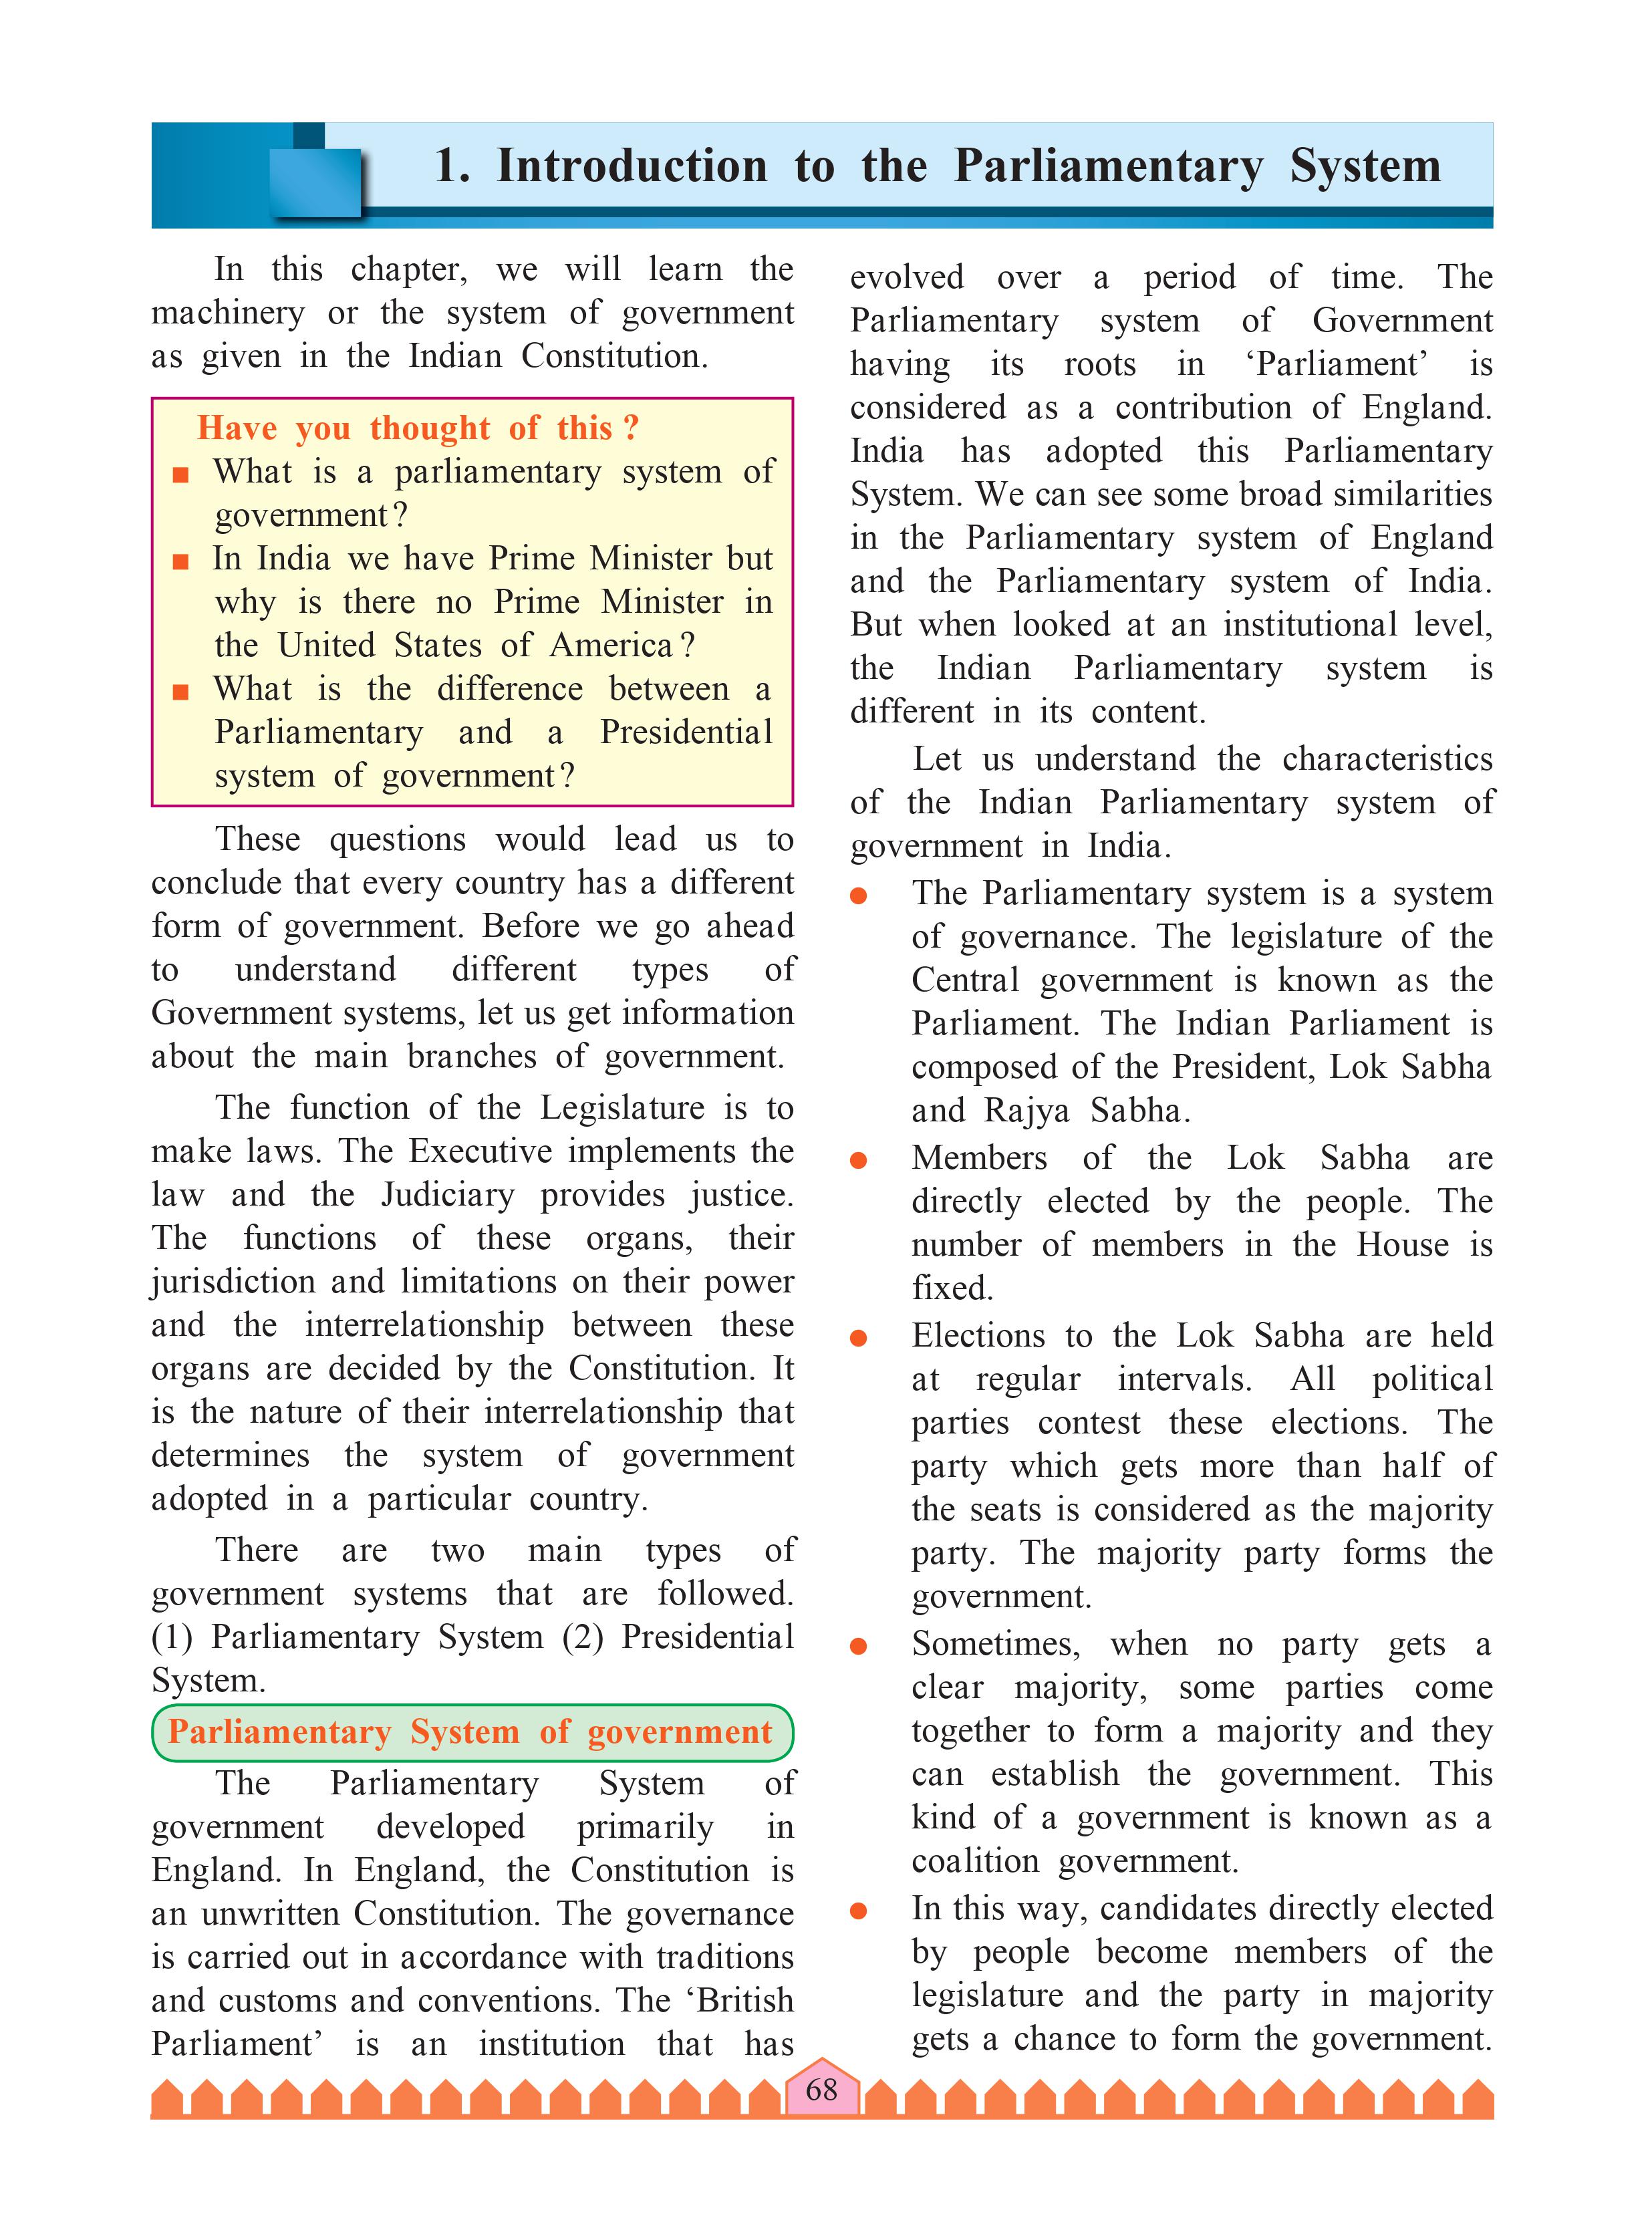 1. Introduction to the Parliamentary System
In this chapter, we will learn the
machinery or the system of government
as given in the Indian Constitution.
Have you thought of this ?
■ What is a parliamentary system of
government?
■ In India we have Prime Minister but
why is there no Prime Minister in
the United States of America ?
■ What is the difference between a
Parliamentary and a Presidential
system of government?
These questions would lead us to
conclude that every country has a different
form of government. Before we go ahead
to understand different types of
Government systems, let us get information
about the main branches of government.
The function of the Legislature is to
make laws. The Executive implements the
law and the Judiciary provides justice.
The functions of these organs, their
jurisdiction and limitations on their power
and the interrelationship between these
organs are decided by the Constitution. It
is the nature of their interrelationship that
determines the system of government
adopted in a particular country.
There are two main types of
government systems that are followed.
(1) Parliamentary System (2) Presidential
System.
Parliamentary System of government
The Parliamentary System of
government developed primarily in
England. In England, the Constitution is
an unwritten Constitution. The governance
is carried out in accordance with traditions
and customs and conventions. The ‘British
Parliament’ is an institution that has
evolved over a period of time. The
Parliamentary system of Government
having its roots in ‘Parliament’ is
considered as a contribution of England.
India has adopted this Parliamentary
System. We can see some broad similarities
in the Parliamentary system of England
and the Parliamentary system of India.
But when looked at an institutional level,
the Indian Parliamentary system is
different in its content.
Let us understand the characteristics
of the Indian Parliamentary system of
government in India.
● The Parliamentary system is a system
of governance. The legislature of the
Central government is known as the
Parliament. The Indian Parliament is
composed of the President, Lok Sabha
and Rajya Sabha.
● Members of the Lok Sabha are
directly elected by the people. The
number of members in the House is
fixed.
● Elections to the Lok Sabha are held
at regular intervals. All political
parties contest these elections. The
party which gets more than half of
the seats is considered as the majority
party. The majority party forms the
government.
● Sometimes, when no party gets a
clear majority, some parties come
together to form a majority and they
can establish the government. This
kind of a government is known as a
coalition government.
● In this way, candidates directly elected
by people become members of the
legislature and the party in majority
gets a chance to form the government.
68